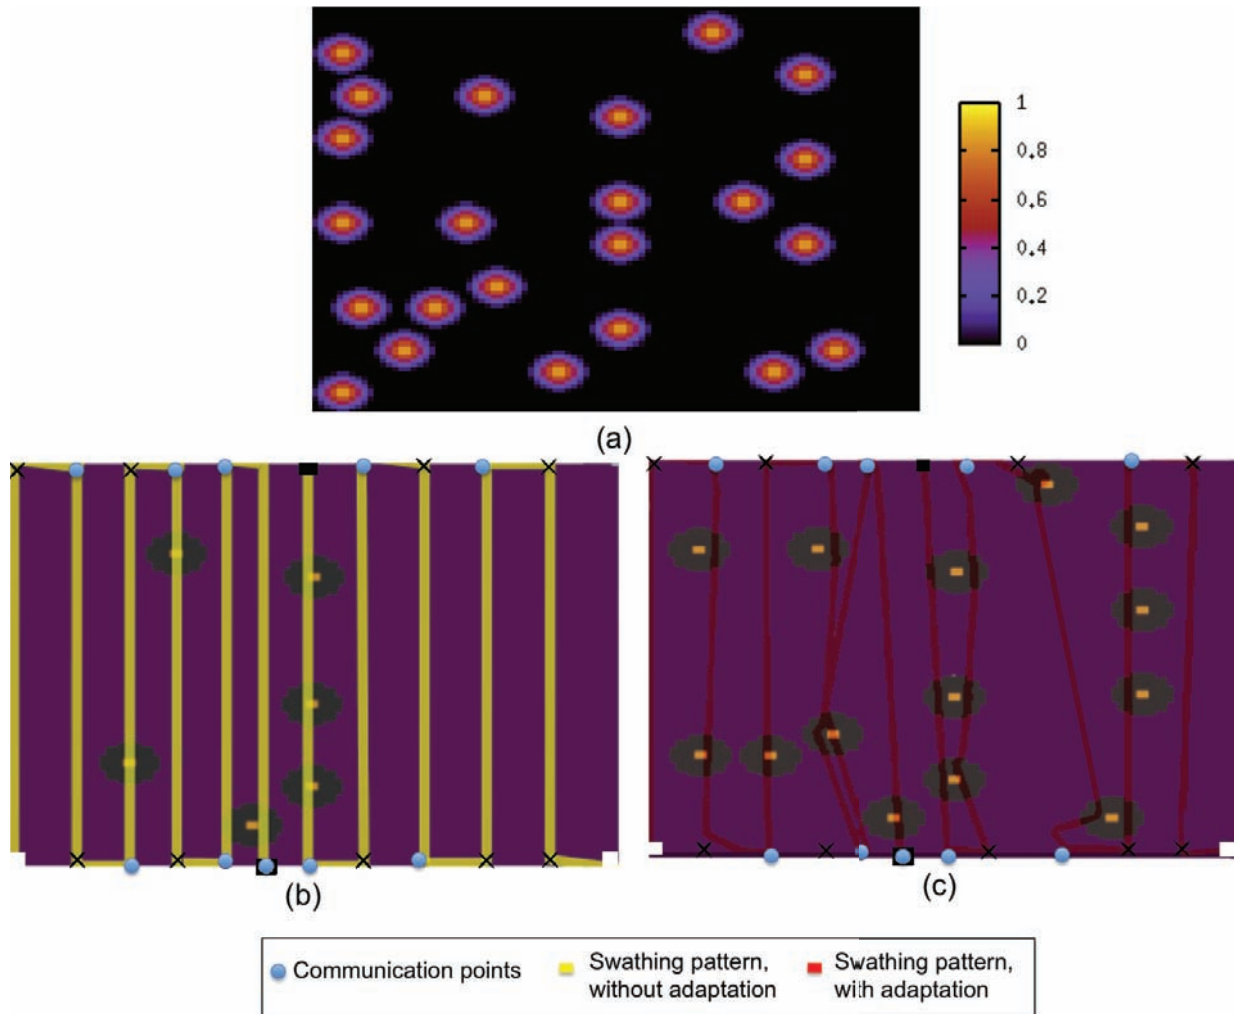 1
0.8
0.6
0.4
0.2
0
(a)
(b)
(c)
Communication points
Swathing pattern,
without adaptation
Swathing pattern,
with adaptation